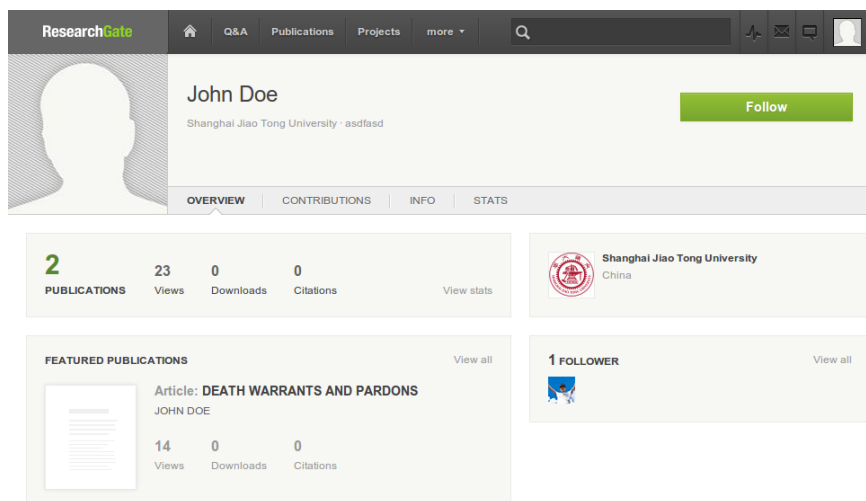 ResearchGate Q&A Publications Projects more
John Doe
Shanghai Jiao Tong University · asdfasd
Follow
OVERVIEW CONTRIBUTIONS INFO STATS
2 23 0 0
PUBLICATIONS Views Downloads Citations View stats
Shanghai Jiao Tong University
China
FEATURED PUBLICATIONS View all
Article: DEATH WARRANTS AND PARDONS
JOHN DOE
14 0 0
Views Downloads Citations
1 FOLLOWER View all